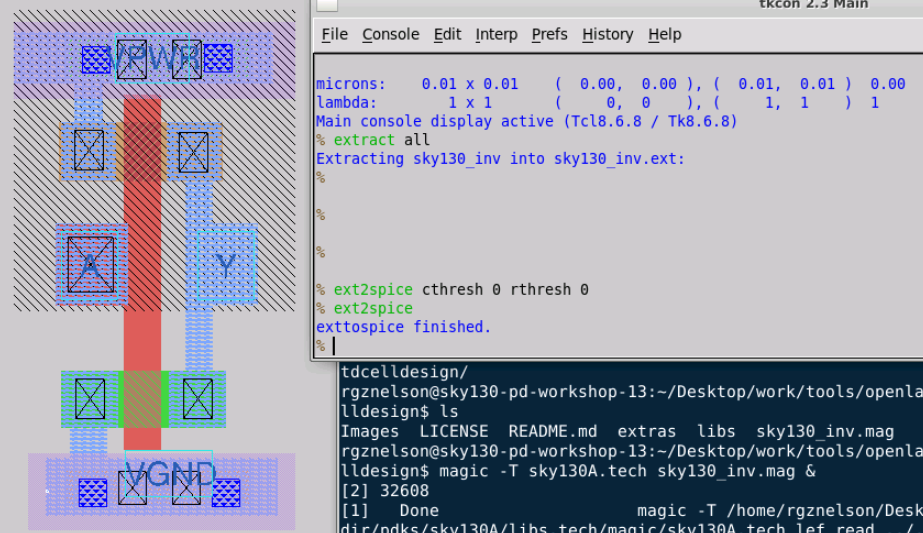 VPWR
A
Y
VGND
tkcon 2.3 Main
File Console Edit Interp Prefs History Help
microns: 0.01 x 0.01 ( 0.00, 0.00 ), ( 0.01, 0.01 ) 0.00
lambda: 1 x 1 ( 0, 0 ), ( 1, 1 ) 1
Main console display active (Tcl8.6.8 / Tk8.6.8)
% extract all
Extracting sky130_inv into sky130_inv.ext:
%
%
%
% ext2spice cthresh 0 rthresh 0
% ext2spice
exttospice finished.
%
tdcelldesign/
rgznelson@sky130-pd-workshop-13:~/Desktop/work/tools/openla
lldesign$ ls
Images LICENSE README.md extras libs sky130_inv.mag
rgznelson@sky130-pd-workshop-13:~/Desktop/work/tools/openla
lldesign$ magic -T sky130A.tech sky130_inv.mag &
[2] 32608
[1] Done magic -T /home/rgznelson/Desk
dir/pdks/sky130A/libs.tech/magic/sky130A.tech lef read ../